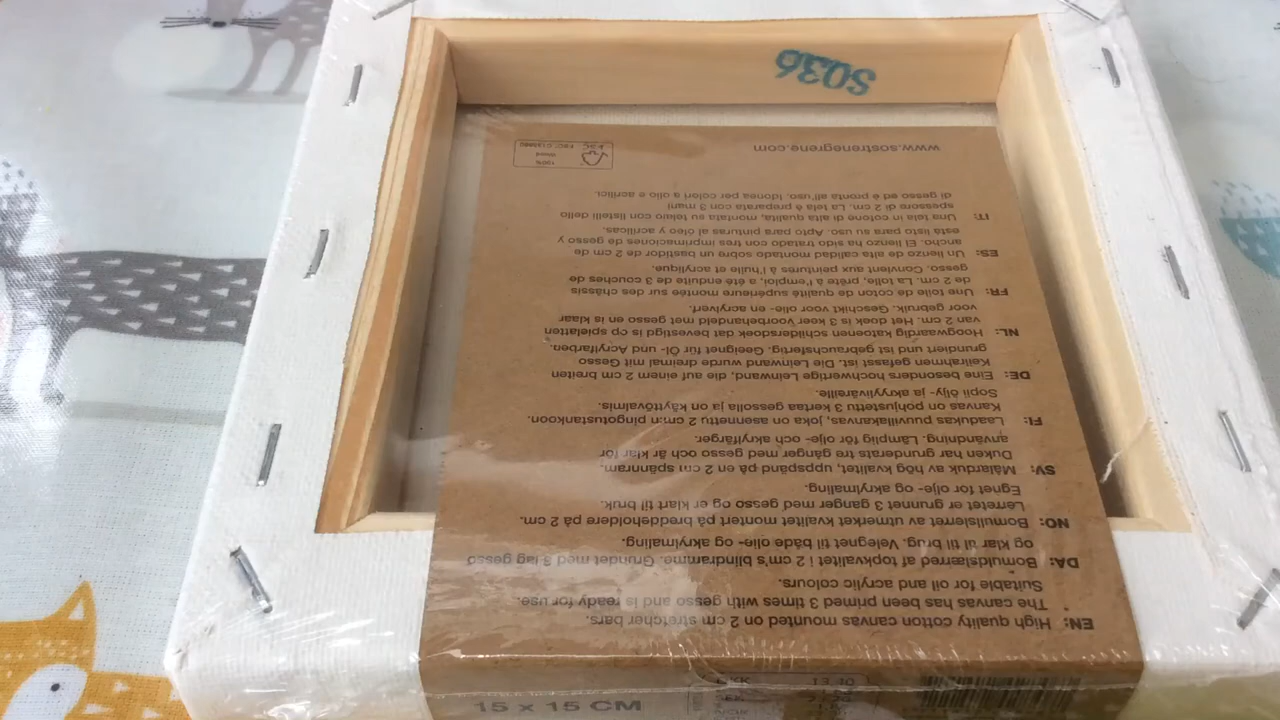 EN: High quality cotton canvas mounted on 2 cm stretcher bars.
The canvas has been primed 3 times with gesso and is ready for use.
Suitable for oil and acrylic colours.
DA: Bomuldslærred af topkvalitet i 2 cm's blindramme. Grundet med 3 lag gesso
og klar al til brug. Velegnet til både olie- og akrylmaling.
NO: Bomullslerret av utmerket kvalitet montert på breddeholdere på 2 cm.
Lerretet er grunnet 3 ganger med gesso og er klart til bruk.
Egnet for olje- og akrylmaling.
SV: Målarduk av hög kvalitet, uppspänd på en 2 cm spännram.
Duken har grunderats tre gånger med gesso och är klar för
användning. Lämplig för olje- och akrylfärger.
FI: Laadukas puuvillakanvas, joka on asennettu 2 cm:n pingotustankoon.
Kanvas on pohjustettu 3 kertaa gessolla ja on käyttövalmis.
Sopii öljy- ja akryyliväreille.
DE: Eine besonders hochwertige Leinwand, die auf einem 2 cm breiten
Keilrahmen gefasst ist. Die Leinwand wurde dreimal mit Gesso
grundiert und ist gebrauchsfertig. Geeignet für Öl- und Acrylfarben.
NL: Hoogwaardig katoenen schildersdoek dat bevestigd is op spielatten
van 2 cm. Het doek is 3 keer voorbehandeld met gesso en is klaar
voor gebruik. Geschikt voor olie- en acrylverf.
FR: Une toile de coton de qualité supérieure montée sur des châssis
de 2 cm. La toile, prête à l'emploi, a été enduite de 3 couches de
gesso. Convient aux peintures à l'huile et acrylique.
ES: Un lienzo de alta calidad montado sobre un bastidor de 2 cm de
ancho. El lienzo ha sido tratado con tres imprimaciones de gesso y
está listo para su uso. Apto para pinturas al óleo y acrílicas.
IT: Una tela in cotone di alta qualità, montata su telaio con listelli dello
spessore di 2 cm. La tela è preparata con 3 mani
di gesso ed è pronta all'uso. Idonea per colori a olio e acrilici.
www.sostrenegrene.com
FSC
100%
Wood
SQ36
15 x 15 CM
DKK 13,40